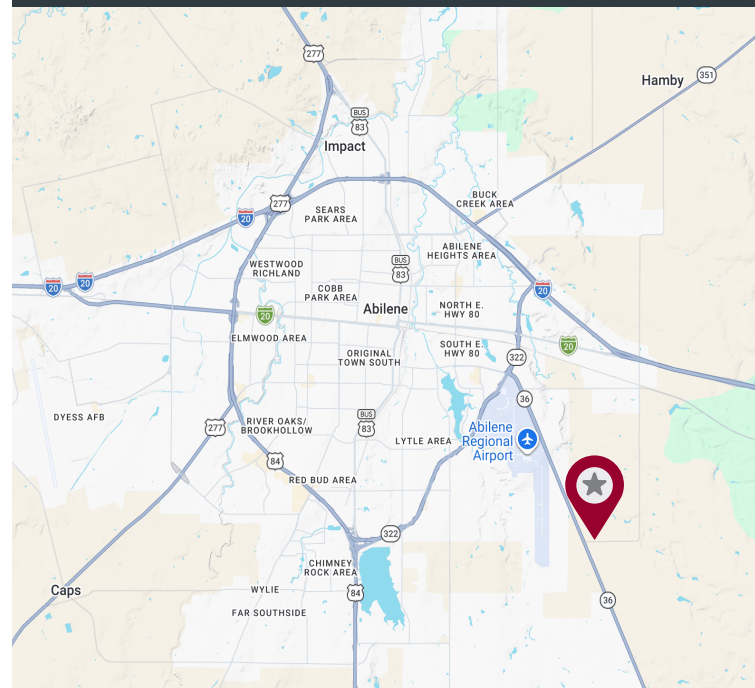 277
Hamby
351
BUS
83
Impact
BUCK
CREEK AREA
277
SEARS
PARK AREA
20
ABILENE
HEIGHTS AREA
WESTWOOD
RICHLAND
BUS
83
20
20
COBB
PARK AREA
20
Abilene
NORTH E.
HWY 80
20
ELMWOOD AREA
20
ORIGINAL
TOWN SOUTH
SOUTH E.
HWY 80
322
36
DYESS AFB
277
RIVER OAKS/
BROOKHOLLOW
BUS
83
LYTLE AREA
Abilene
Regional
Airport
84
RED BUD AREA
322
CHIMNEY
ROCK AREA
Caps
WYLIE
84
36
FAR SOUTHSIDE